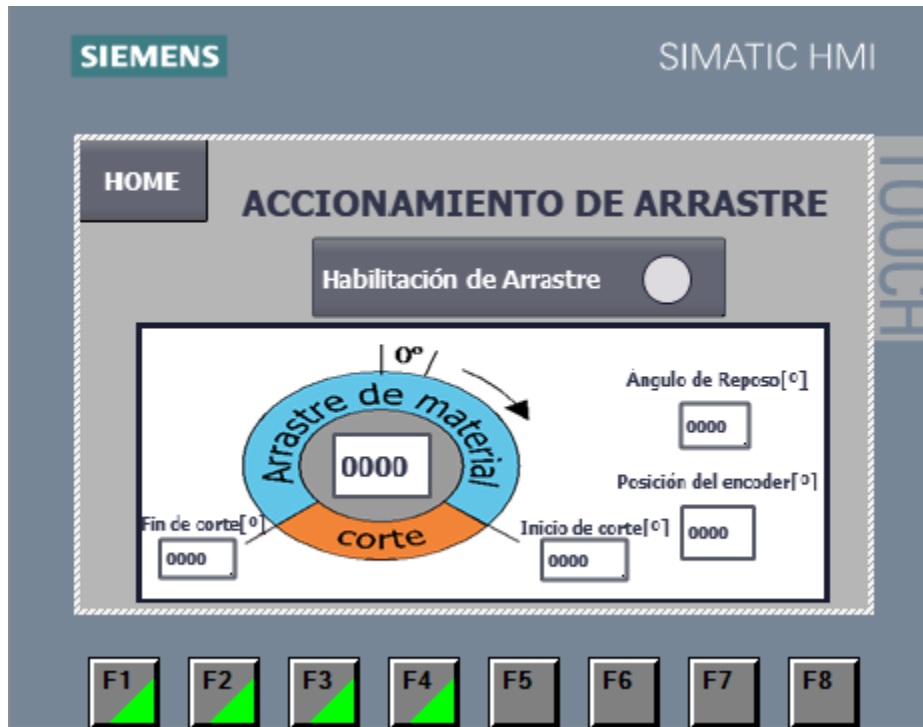 SIEMENS
SIMATIC HMI
TOUCH
HOME
ACCIONAMIENTO DE ARRASTRE
Habilitación de Arrastre
0º
Arrastre de material
0000
corte
Ángulo de Reposo[º]
0000
Posición del encoder[º]
0000
Fin de corte[º]
0000
Inicio de corte[º]
0000
F1 F2 F3 F4 F5 F6 F7 F8